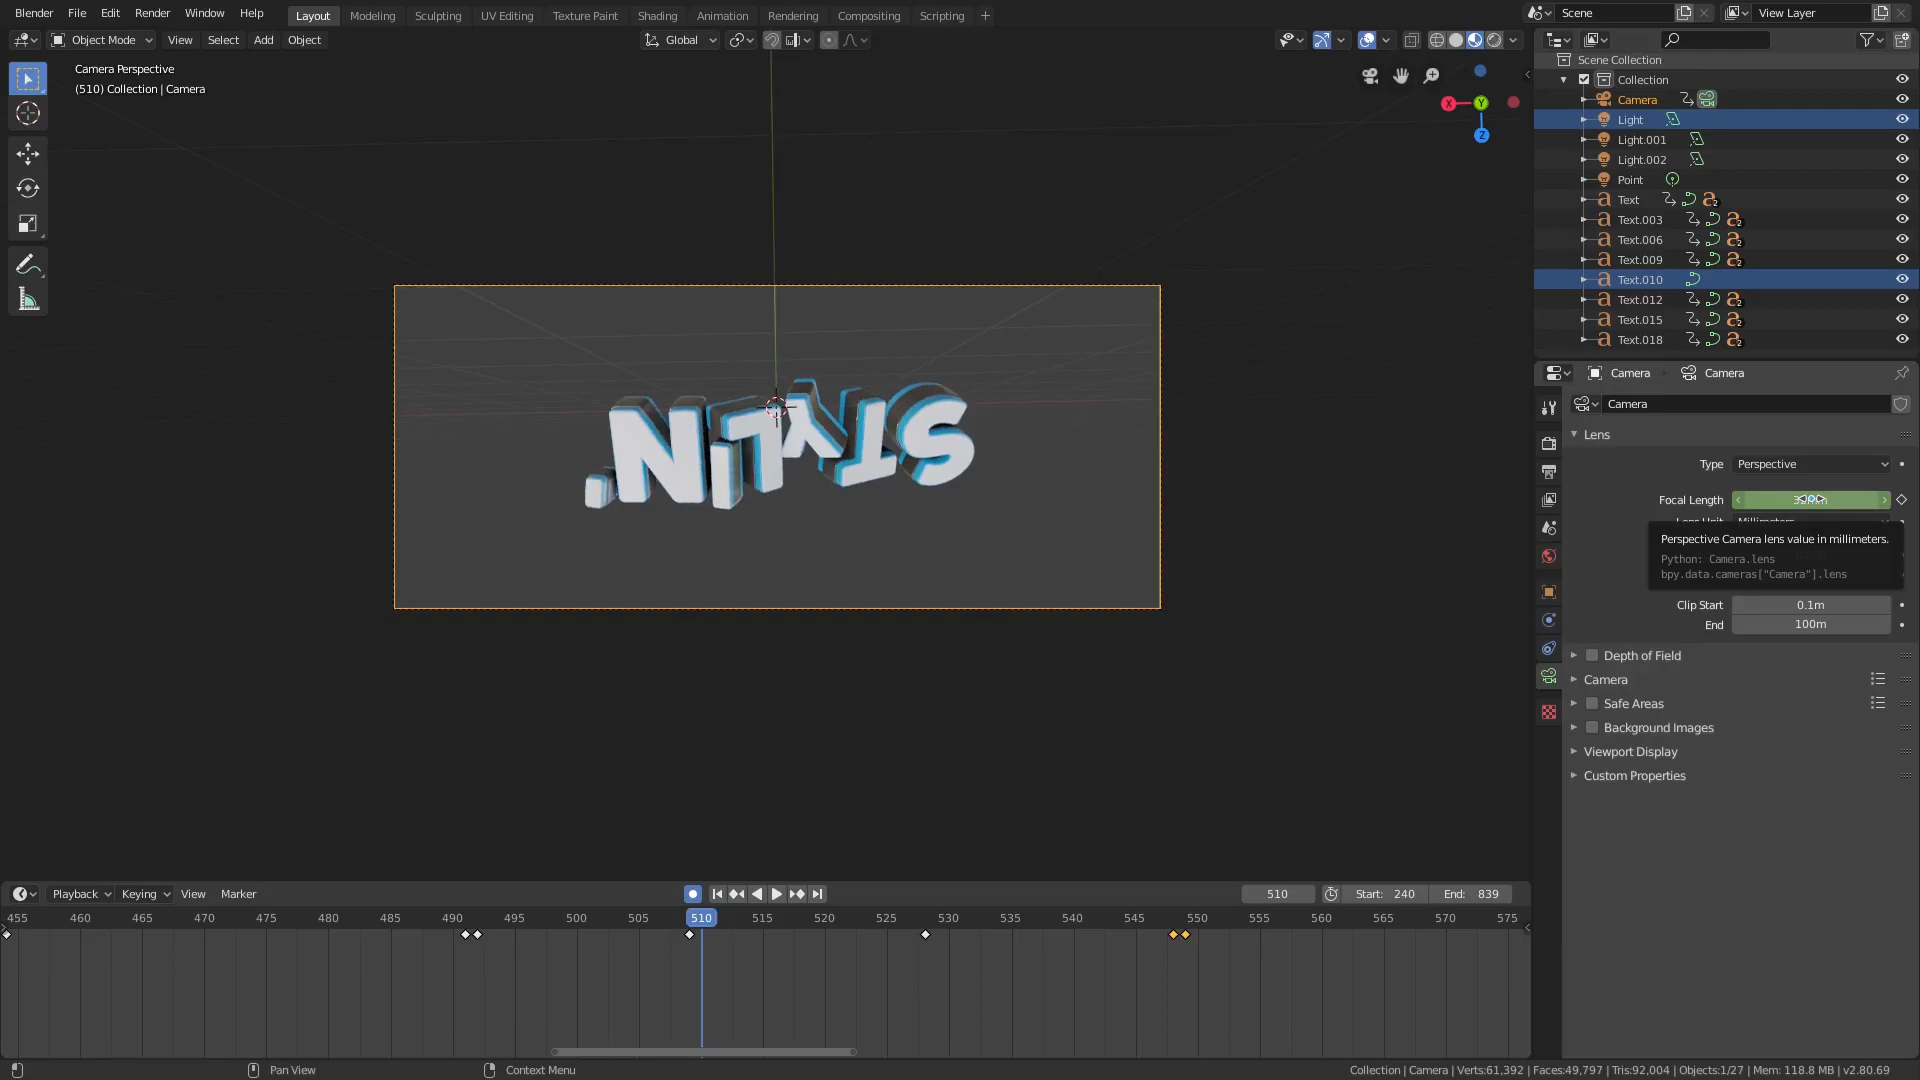 Blender File Edit Render Window Help Layout Modeling Sculpting UV Editing Texture Paint Shading Animation Rendering Compositing Scripting + Scene View Layer
Object Mode View Select Add Object Global
Camera Perspective
(510) Collection | Camera
X Y Z
Scene Collection
Collection
Camera
Light
Light.001
Light.002
Point
Text
Text.003
Text.006
Text.009
Text.010
Text.012
Text.015
Text.018
STYLIN'
Camera Camera
Camera
Lens
Type Perspective
Focal Length
Perspective Camera lens value in millimeters.
Python: Camera.lens
bpy.data.cameras["Camera"].lens
Clip Start 0.1m
End 100m
Depth of Field
Camera
Safe Areas
Background Images
Viewport Display
Custom Properties
Playback Keying View Marker 510 Start: 240 End: 839
455 460 465 470 475 480 485 490 495 500 505 510 515 520 525 530 535 540 545 550 555 560 565 570 575
Pan View Context Menu Collection | Camera | Verts:61,392 | Faces:49,797 | Tris:92,004 | Objects:1/27 | Mem: 118.8 MB | v2.80.69